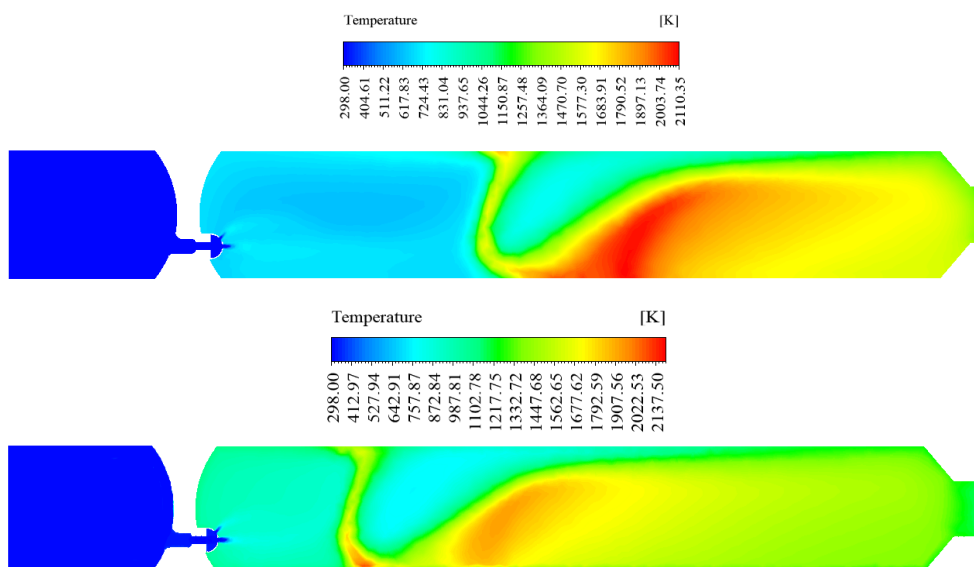 Temperature [K]
298.00 404.61 511.22 617.83 724.43 831.04 937.65 1044.26 1150.87 1257.48 1364.09 1470.70 1577.30 1683.91 1790.52 1897.13 2003.74 2110.35
Temperature [K]
298.00 412.97 527.94 642.91 757.87 872.84 987.81 1102.78 1217.75 1332.72 1447.68 1562.65 1677.62 1792.59 1907.56 2022.53 2137.50